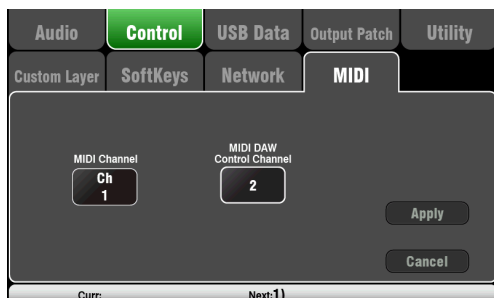 Audio Control USB Data Output Patch Utility
Custom Layer SoftKeys Network MIDI
MIDI Channel
Ch
1
MIDI DAW
Control Channel
2
Apply
Cancel
Curr: Next:1)